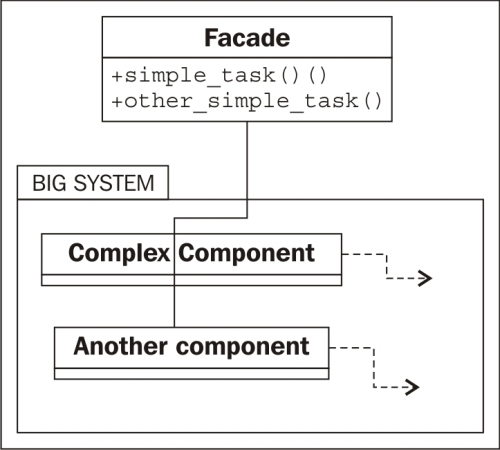 Facade
+simple_task()()
+other_simple_task()
BIG SYSTEM
Complex Component
Another component